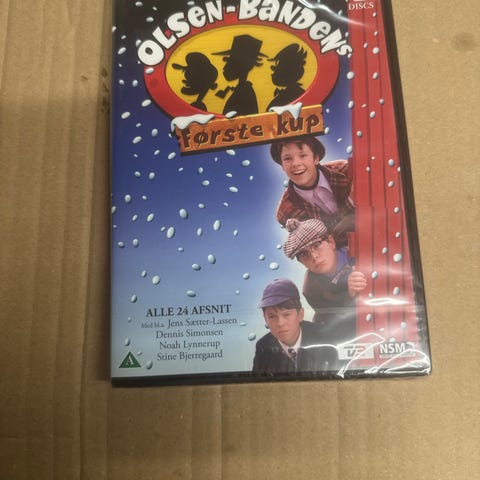 DISCS
OLSEN-BANDENS
Første kup
ALLE 24 AFSNIT
Med bl.a. Jens Sætter-Lassen
Dennis Simonsen
Noah Lynnerup
Stine Bjerregaard
A
NSM